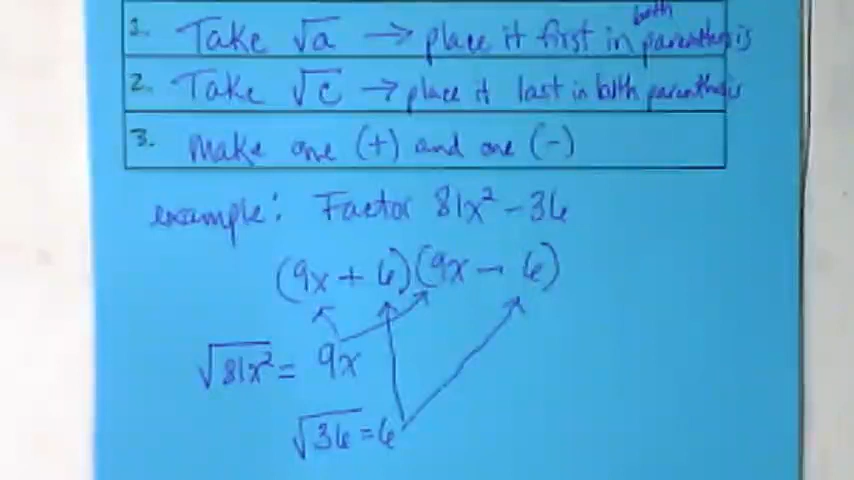 1. Take √a → place it first in both parenthesis
2. Take √c → place it last in both parenthesis
3. Make one (+) and one (-)
example: Factor 81x² - 36
(9x + 6)(9x - 6)
√81x² = 9x
√36 = 6